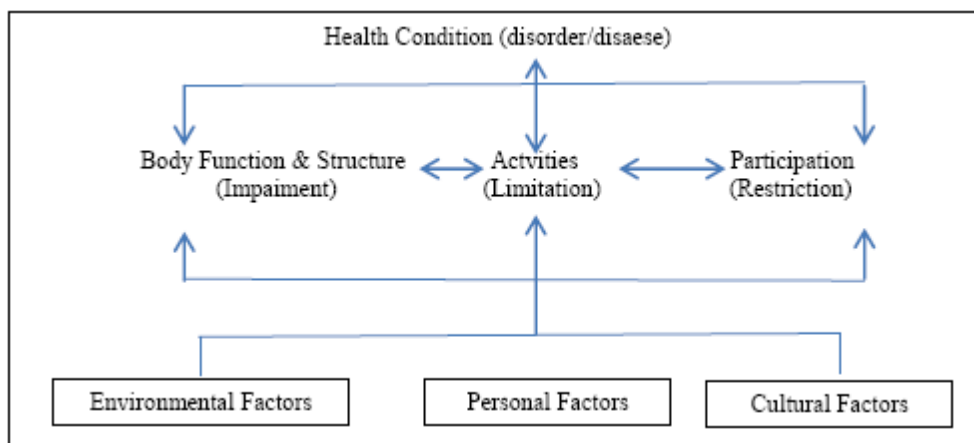 Health Condition (disorder/disaese)
Body Function & Structure
(Impaiment)
Actvities
(Limitation)
Participation
(Restriction)
Environmental Factors
Personal Factors
Cultural Factors